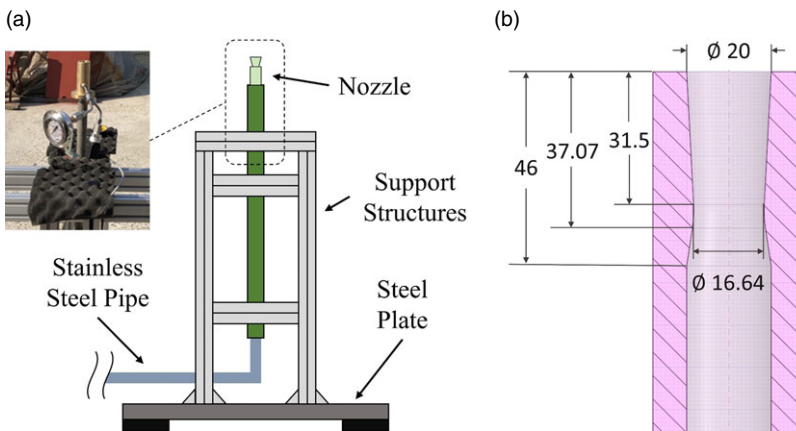 (a)
Nozzle
Support
Structures
Stainless
Steel Pipe
Steel
Plate
(b)
Ø 20
31.5
37.07
46
Ø 16.64